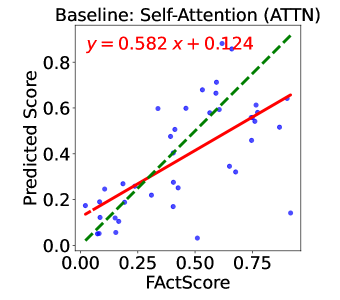 Baseline: Self-Attention (ATTN)
y = 0.582 x + 0.124
Predicted Score
0.8
0.6
0.4
0.2
0.0
0.00 0.25 0.50 0.75
FActScore